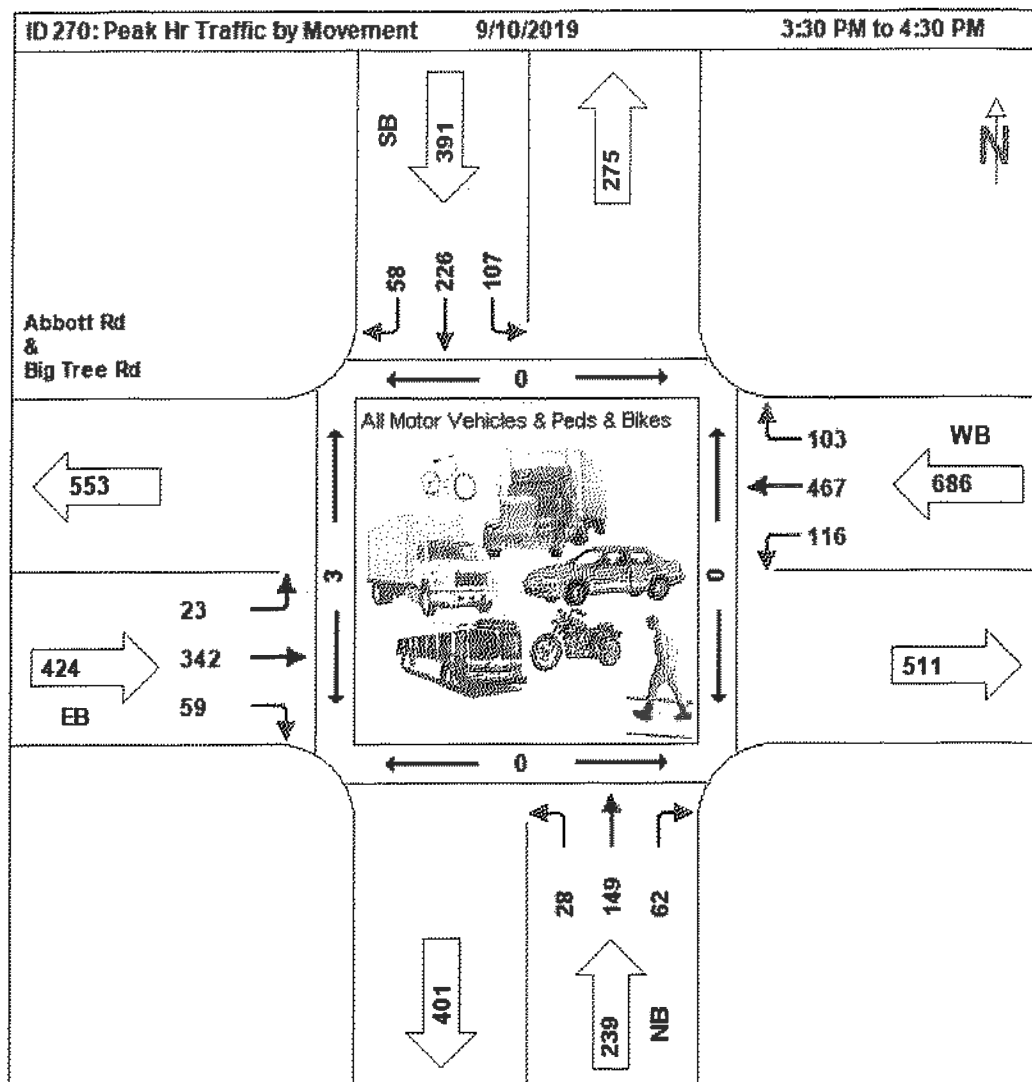 ID 270: Peak Hr Traffic by Movement 9/10/2019 3:30 PM to 4:30 PM
SB
391
275
N
58 226 107
Abbott Rd
&
Big Tree Rd
0
All Motor Vehicles & Peds & Bikes
103
WB
553
467
686
116
3
0
23
424
342
511
EB
59
0
28 149 62
401
239
NB